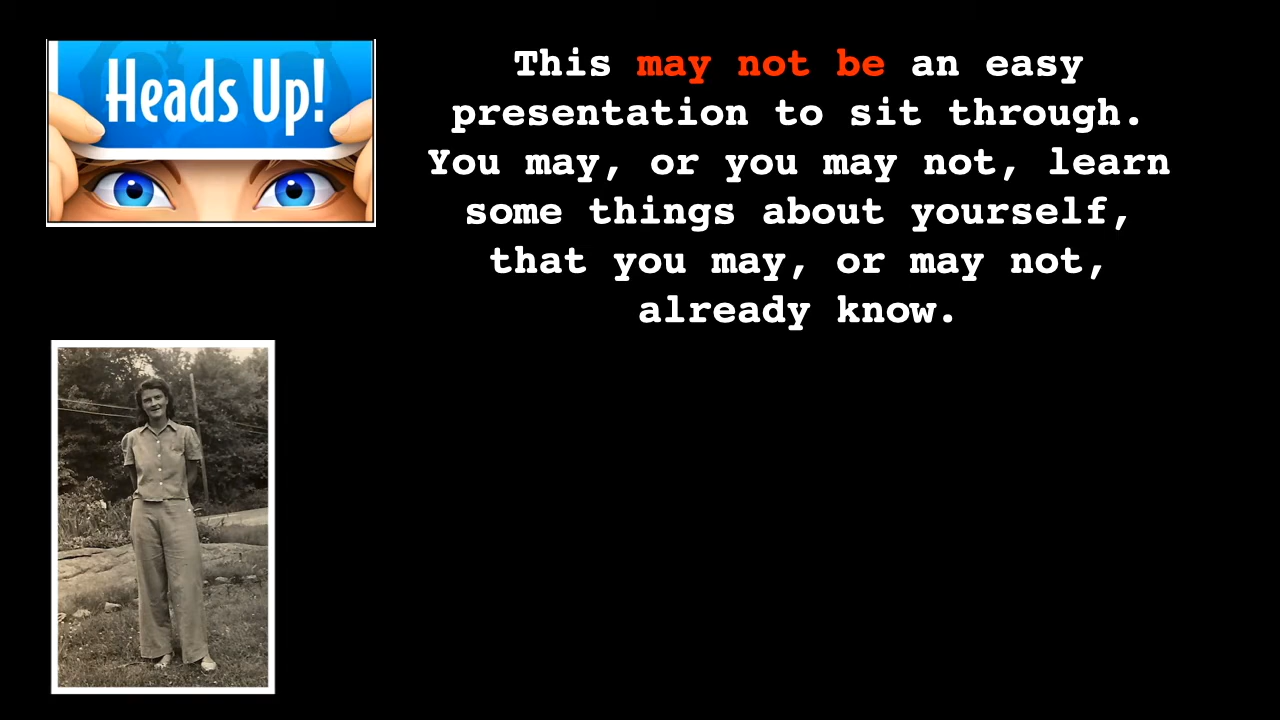 Heads Up!
This may not be an easy
presentation to sit through.
You may, or you may not, learn
some things about yourself,
that you may, or may not,
already know.